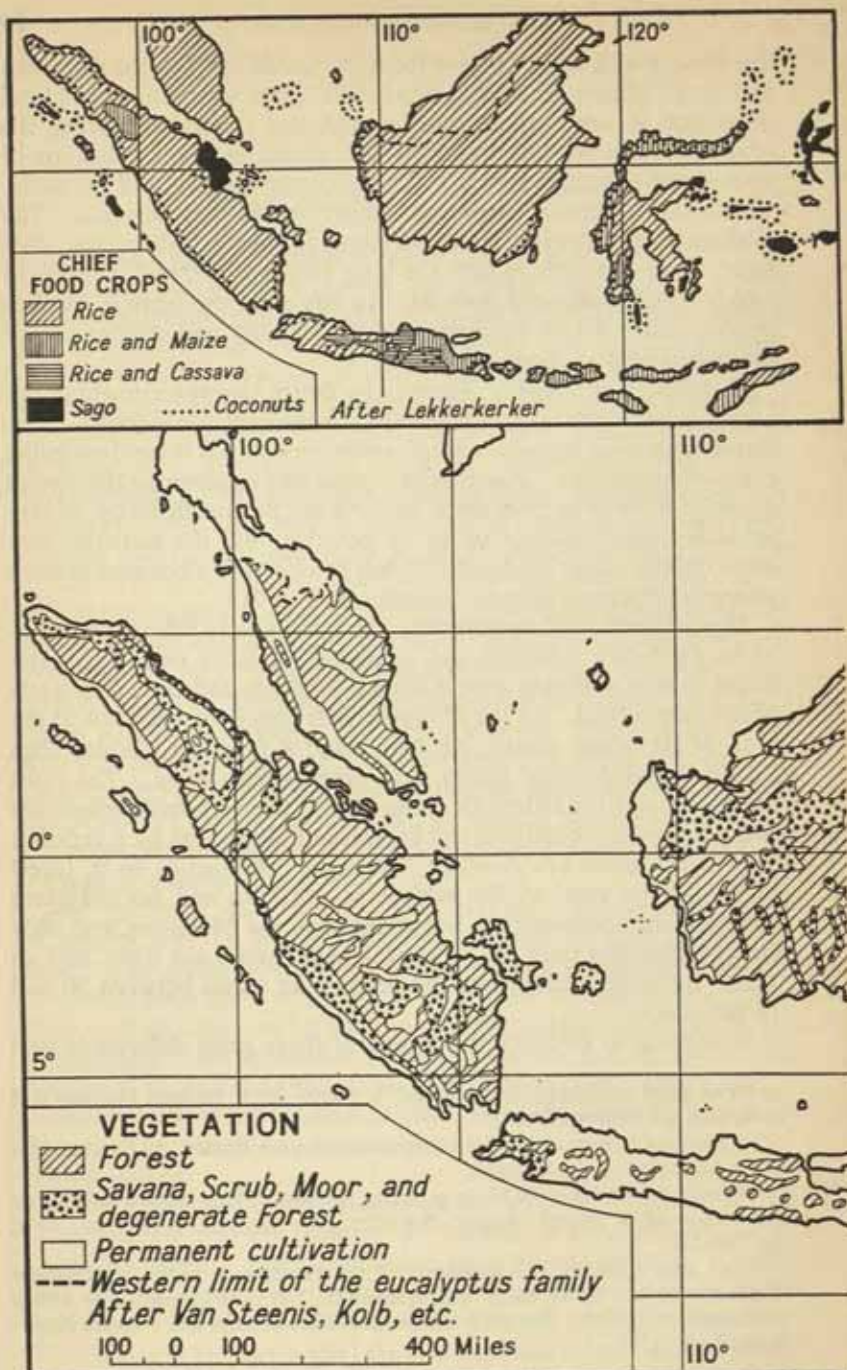 100°
110°
120°
CHIEF
FOOD CROPS
Rice
Rice and Maize
Rice and Cassava
Sago ...... Coconuts
After Lekkerkerker
100°
110°
0°
5°
VEGETATION
Forest
Savana, Scrub, Moor, and
degenerate Forest
Permanent cultivation
Western limit of the eucalyptus family
After Van Steenis, Kolb, etc.
100 0 100 400 Miles
110°